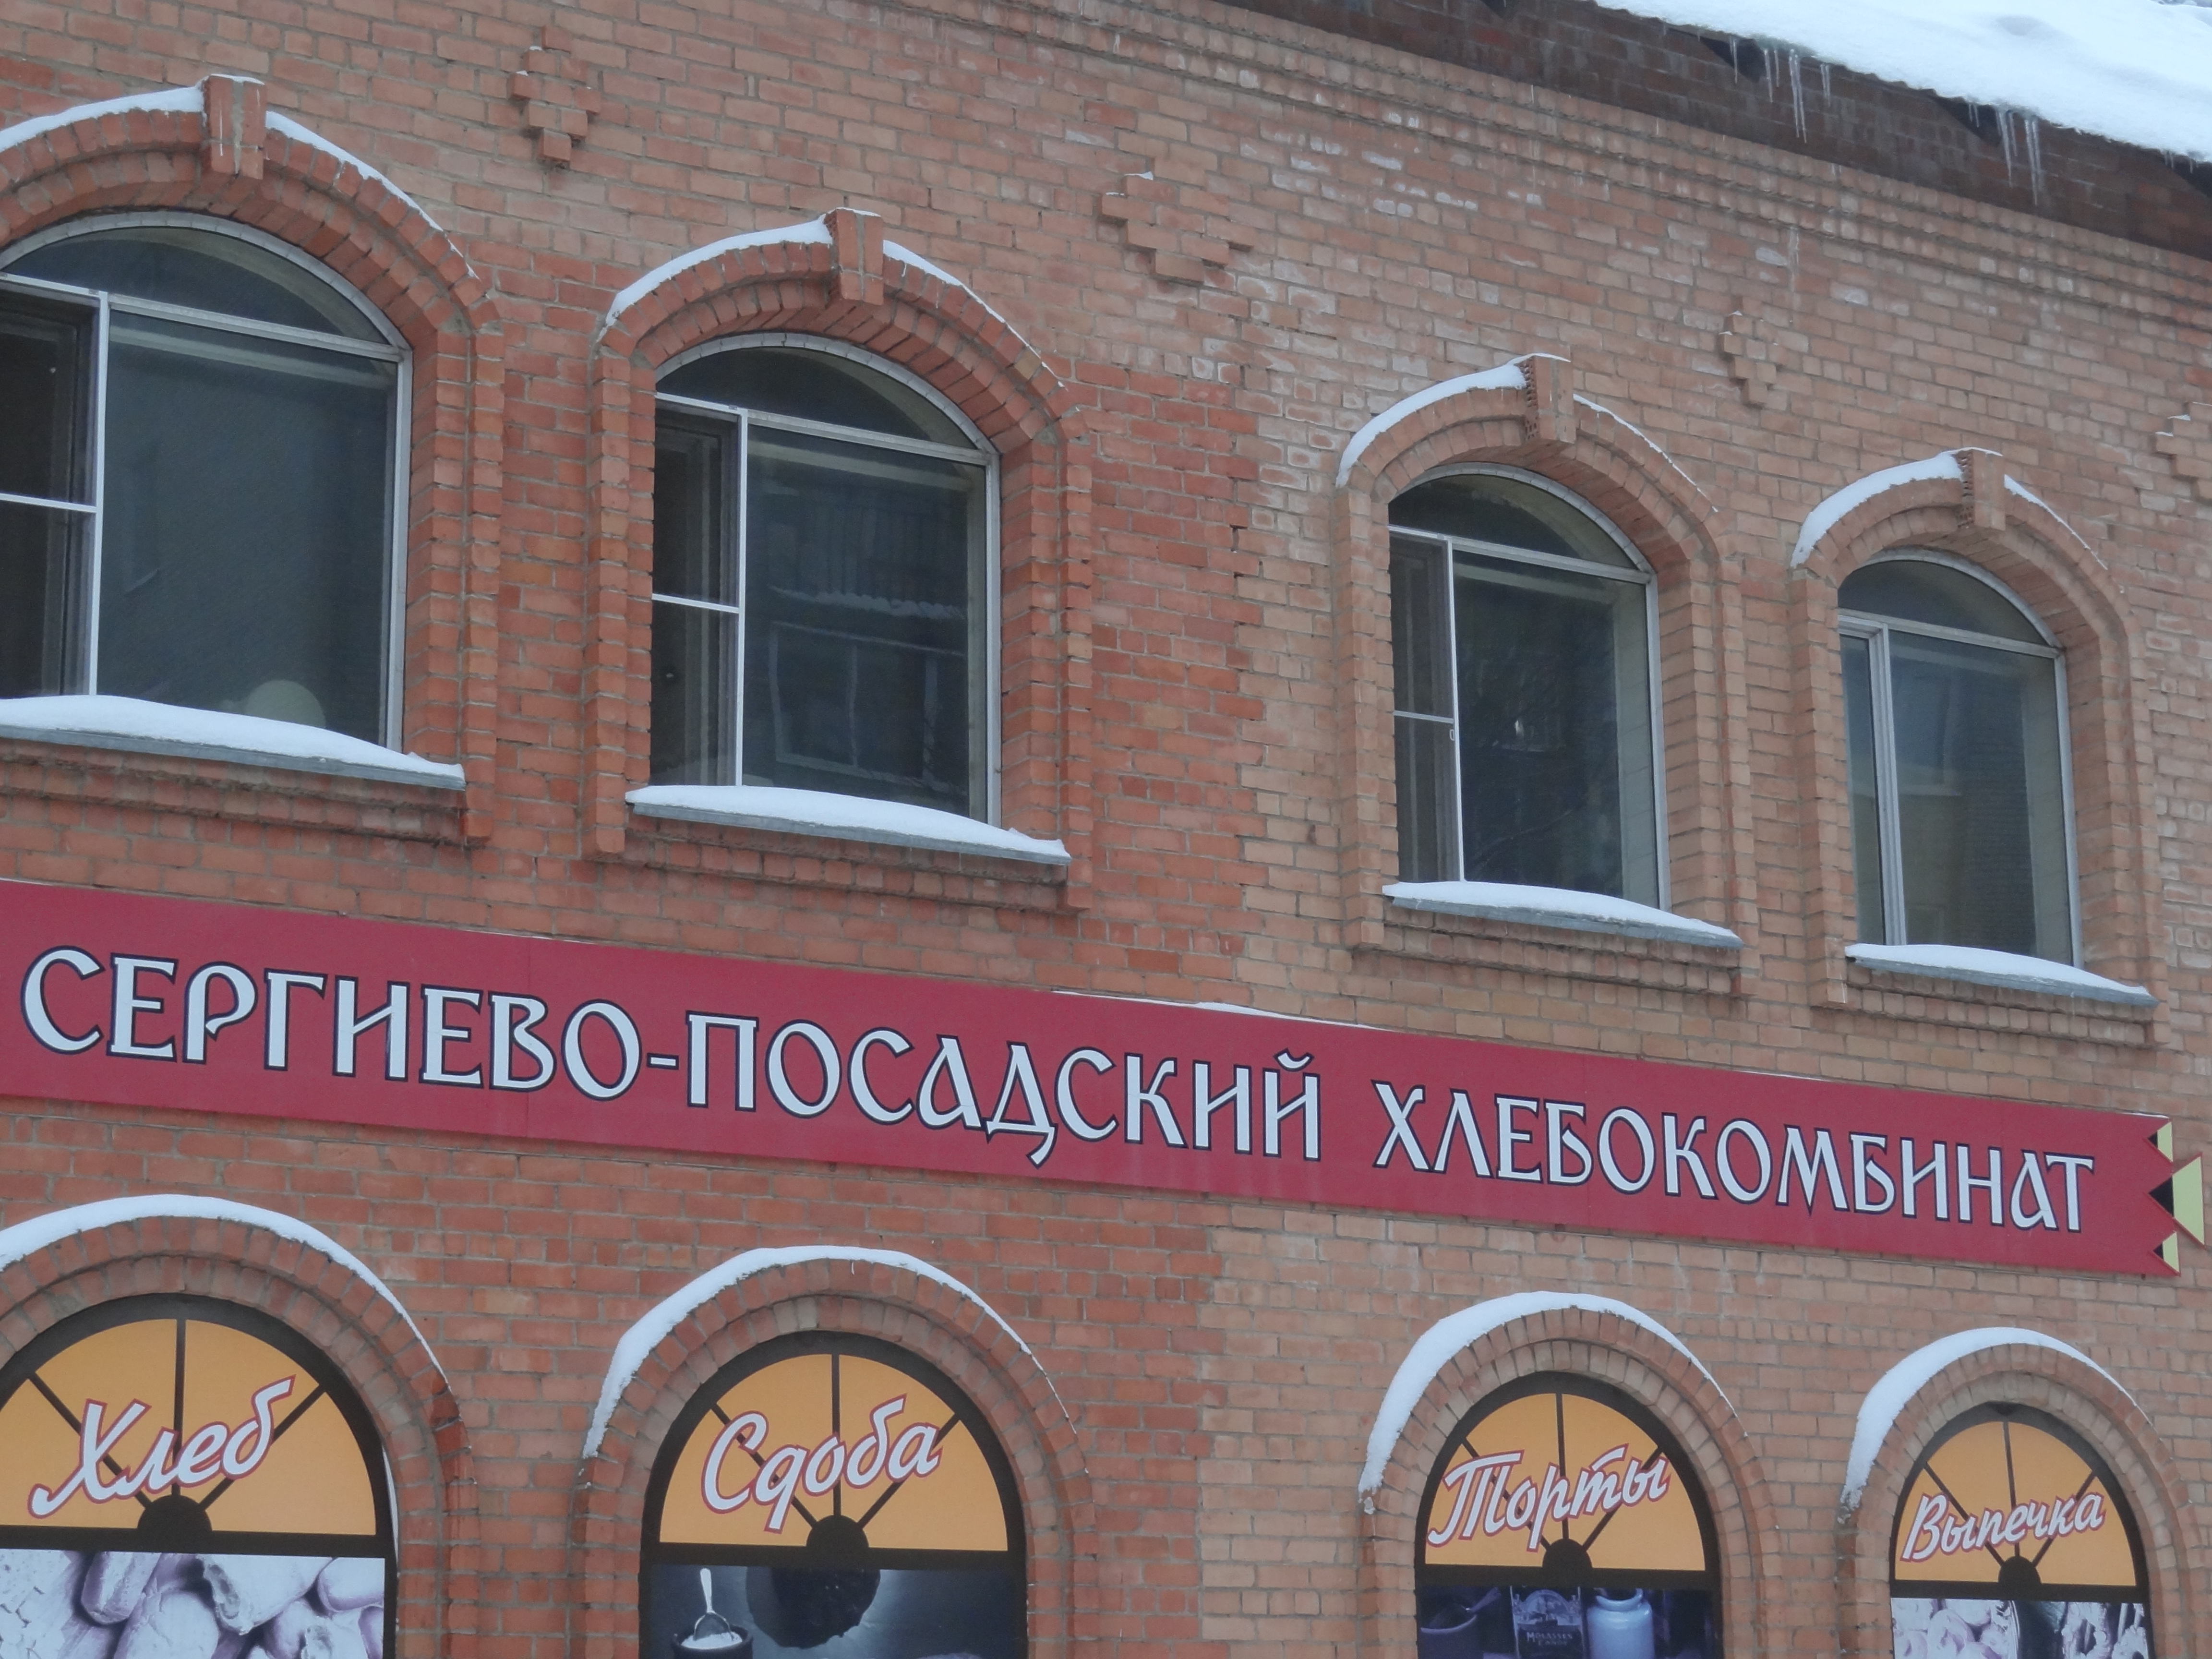 СЕРГИЕВО-ПОСАДСКИЙ ХЛЕБОКОМБИНАТ
Хлеб
Сдоба
Торты
Выпечка